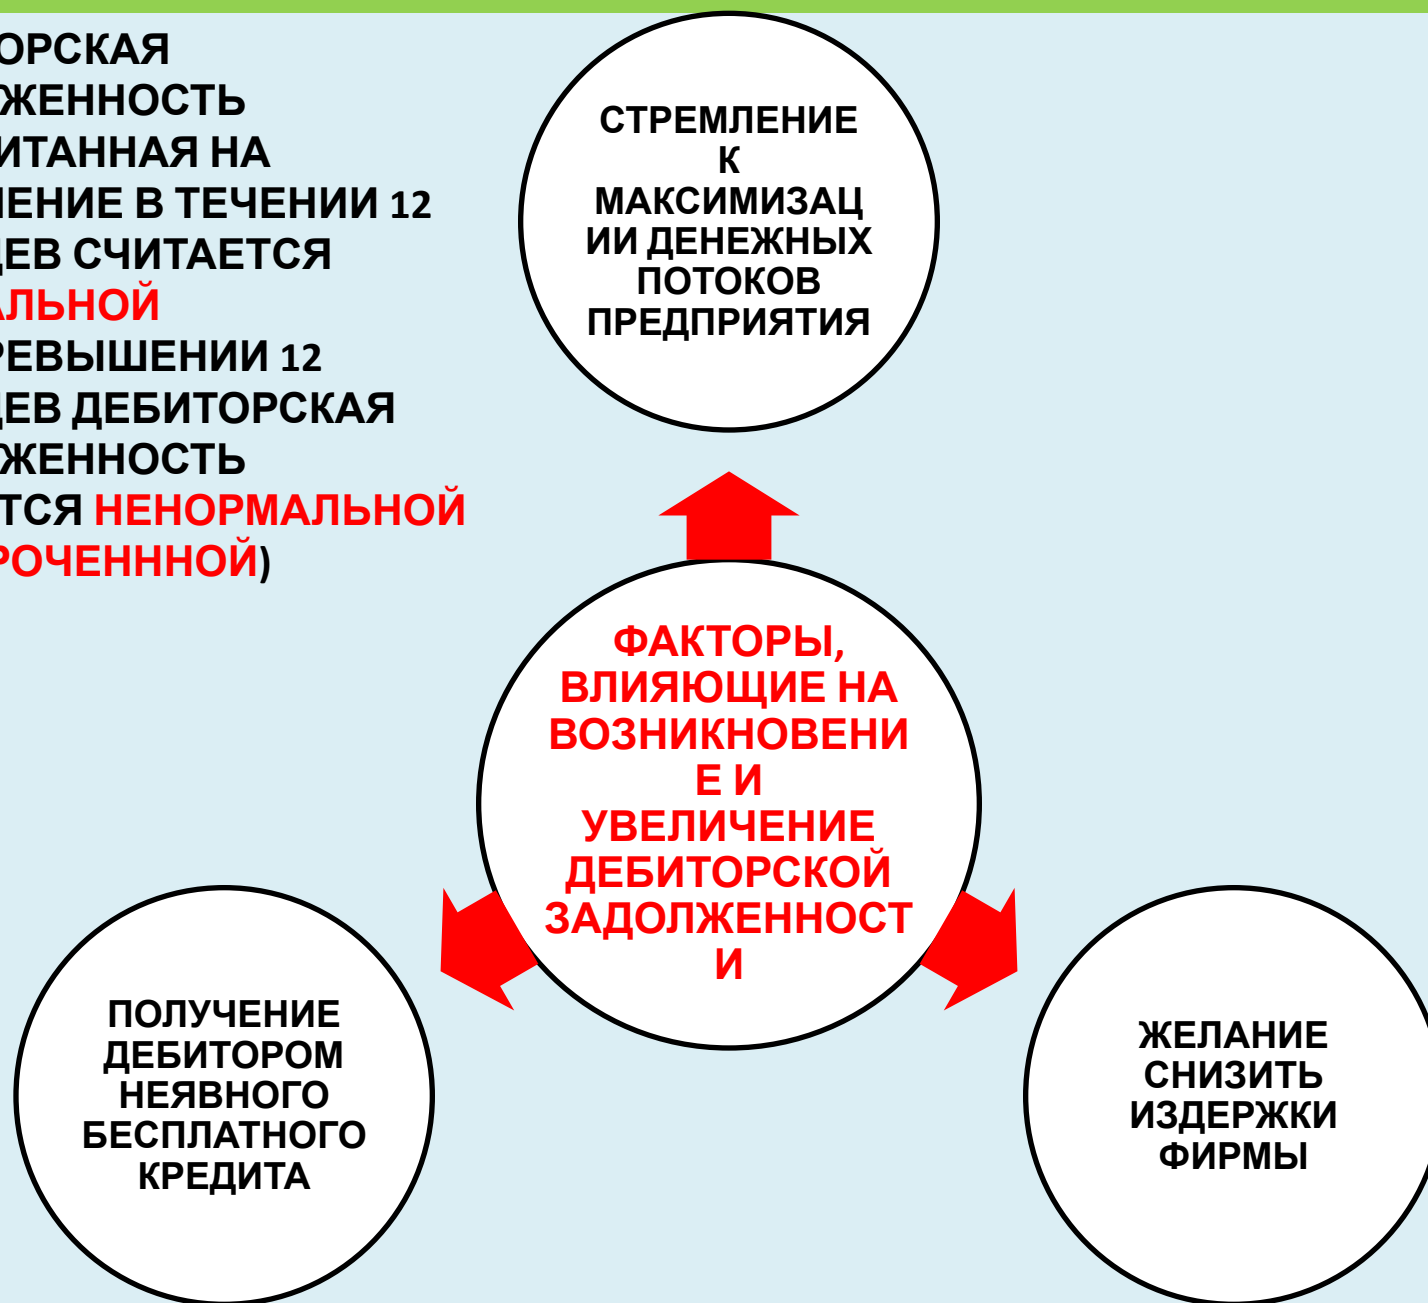 ОРСКАЯ
ЖЕННОСТЬ
ИТАННАЯ НА
ЕНИЕ В ТЕЧЕНИИ 12
ЕВ СЧИТАЕТСЯ
АЛЬНОЙ
РЕВЫШЕНИИ 12
ЕВ ДЕБИТОРСКАЯ
ЖЕННОСТЬ
ТСЯ НЕНОРМАЛЬНОЙ
РОЧЕНННОЙ)
СТРЕМЛЕНИЕ
К
МАКСИМИЗАЦ
ИИ ДЕНЕЖНЫХ
ПОТОКОВ
ПРЕДПРИЯТИЯ
ФАКТОРЫ,
ВЛИЯЮЩИЕ НА
ВОЗНИКНОВЕНИ
Е И
УВЕЛИЧЕНИЕ
ДЕБИТОРСКОЙ
ЗАДОЛЖЕННОСТ
И
ПОЛУЧЕНИЕ
ДЕБИТОРОМ
НЕЯВНОГО
БЕСПЛАТНОГО
КРЕДИТА
ЖЕЛАНИЕ
СНИЗИТЬ
ИЗДЕРЖКИ
ФИРМЫ